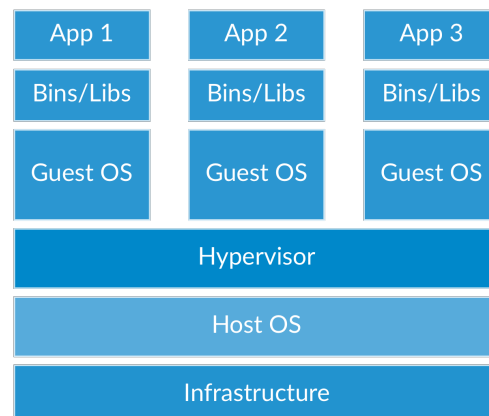 App 1 App 2 App 3
Bins/Libs Bins/Libs Bins/Libs
Guest OS Guest OS Guest OS
Hypervisor
Host OS
Infrastructure